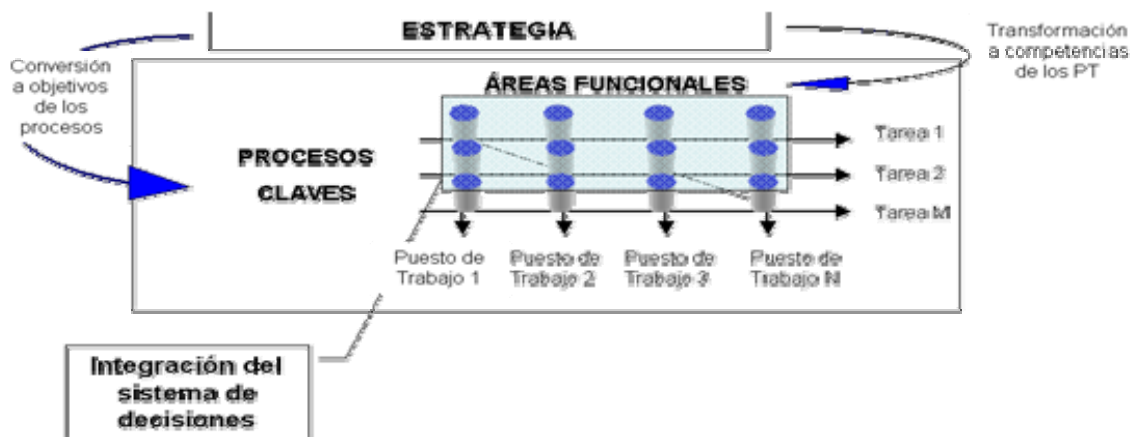 ESTRATEGIA
Transformación
a competencias
de los PT
Conversión
a objetivos
de los
procesos
ÁREAS FUNCIONALES
PROCESOS
CLAVES
Tarea 1
Tarea 2
Tarea M
Puesto de
Trabajo 1
Puesto de
Trabajo 2
Puesto de
Trabajo 3
Puesto de
Trabajo N
Integración del
sistema de
decisiones